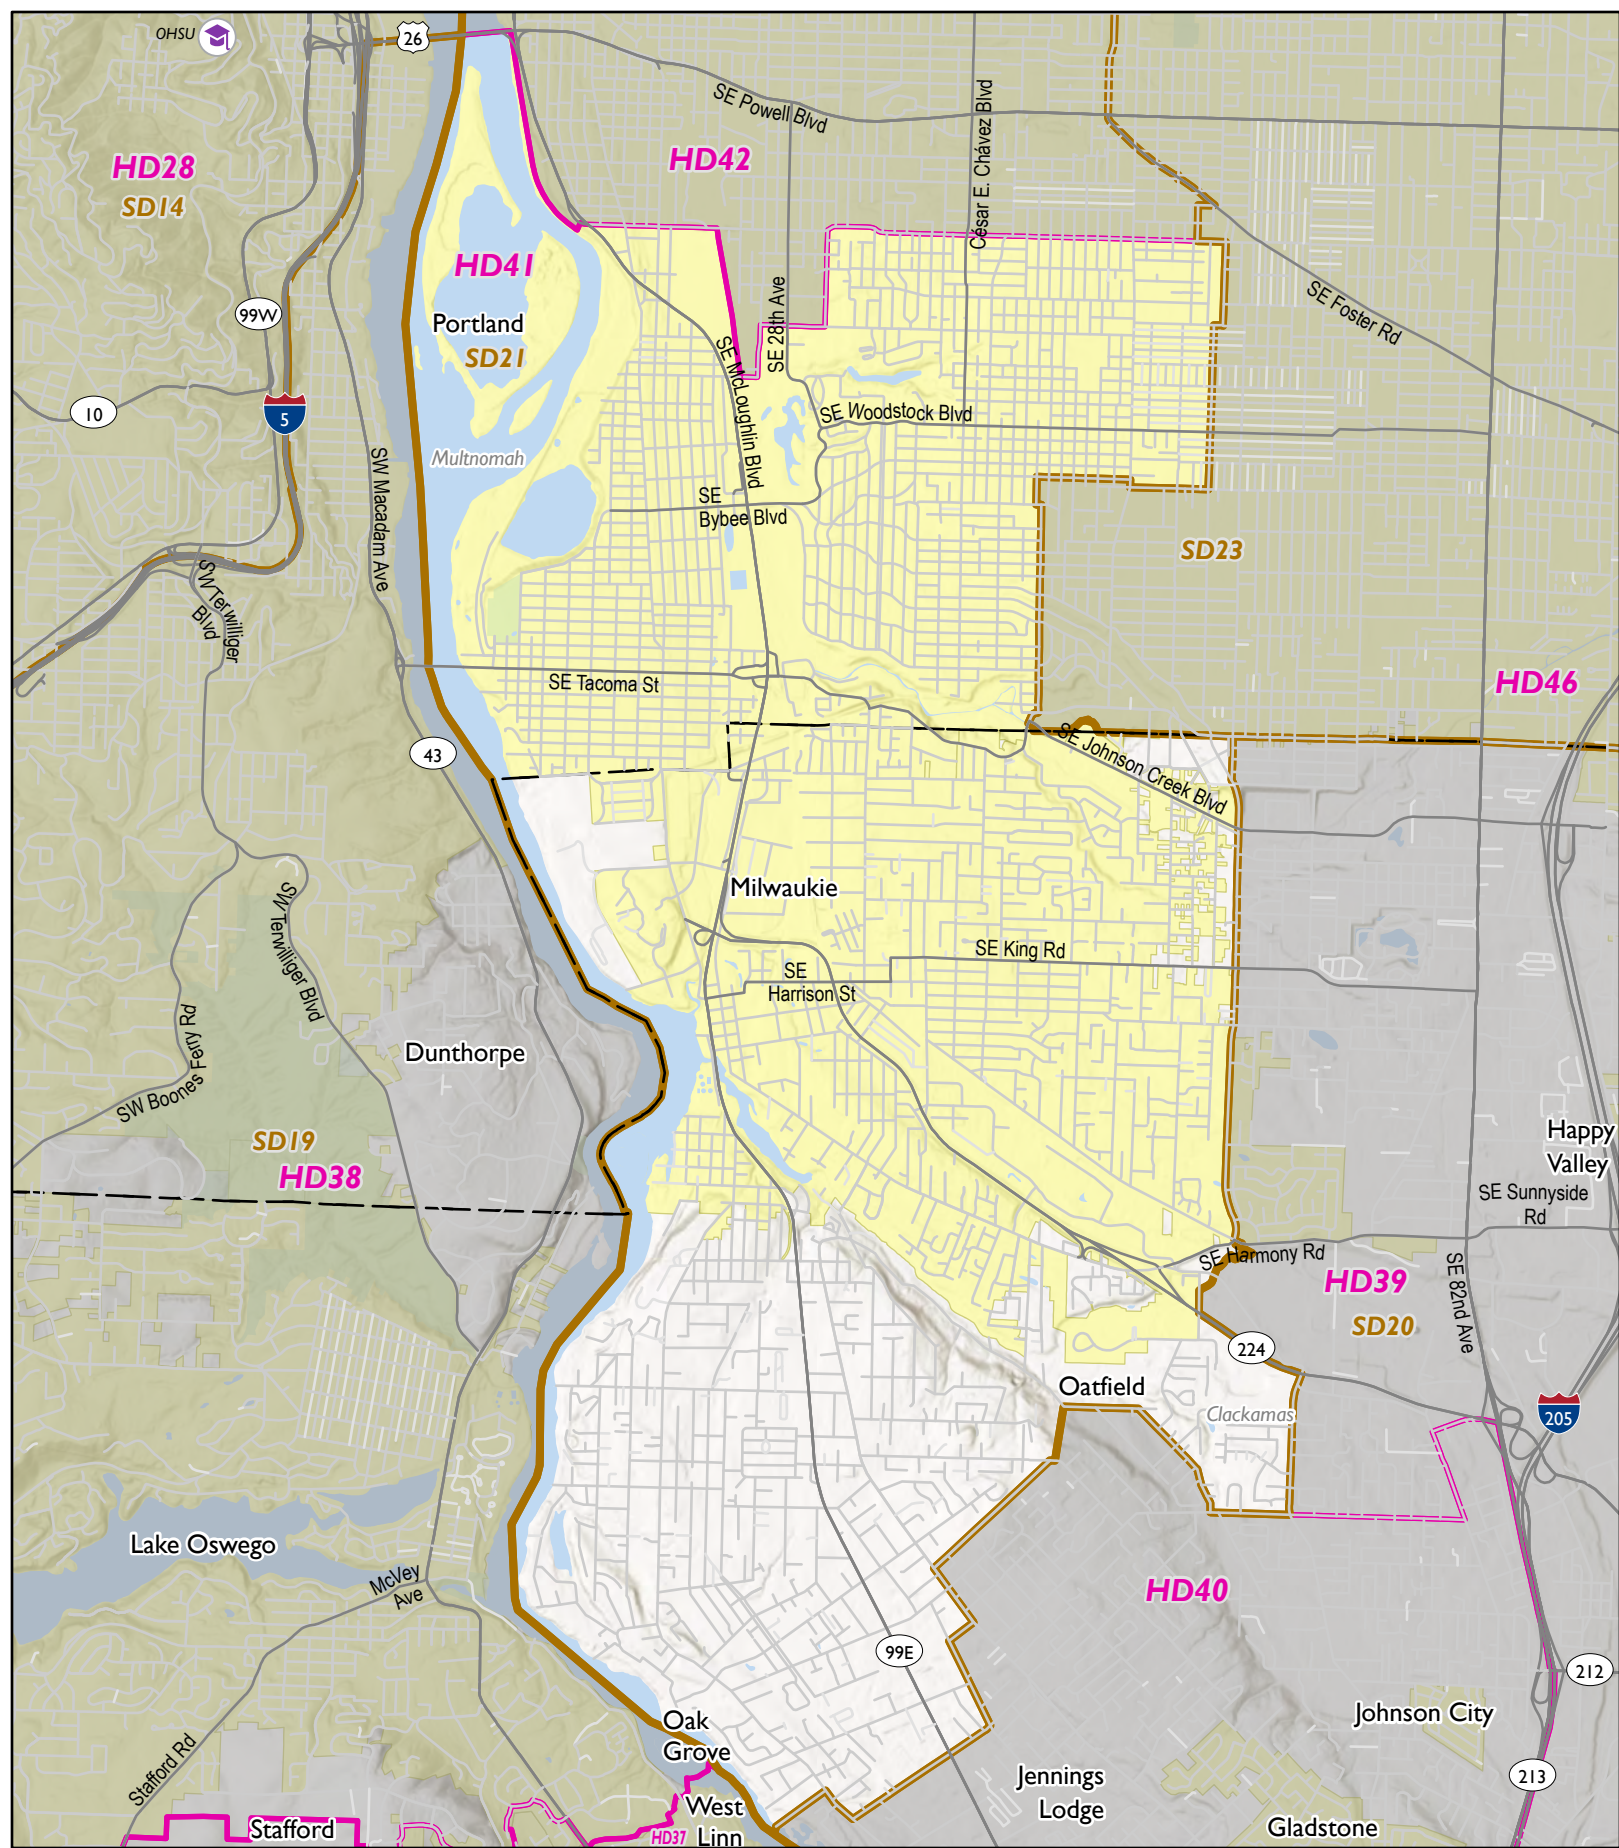 OHSU
26
SE Powell Blvd
César E. Chávez Blvd
HD28
SD14
HD42
HD41
Portland
SD21
99W
SE 28th Ave
SE Foster Rd
SE McLoughlin Blvd
10
5
SE Woodstock Blvd
Multnomah
SW Macadam Ave
SE
Bybee Blvd
SD23
SW Terwilliger
Blvd
SE Tacoma St
HD46
43
SE Johnson Creek Blvd
Milwaukie
SW Terwilliger Blvd
SE King Rd
SE
Harrison St
SW Boones Ferry Rd
Dunthorpe
SD19
HD38
Happy
Valley
SE Sunnyside
Rd
SE Harmony Rd
HD39
SD20
SE 82nd Ave
224
Oatfield
Clackamas
205
Lake Oswego
McVey
Ave
HD40
99E
212
Oak
Grove
Johnson City
Stafford Rd
213
Jennings
Lodge
West
Linn
Stafford
HD37
Gladstone